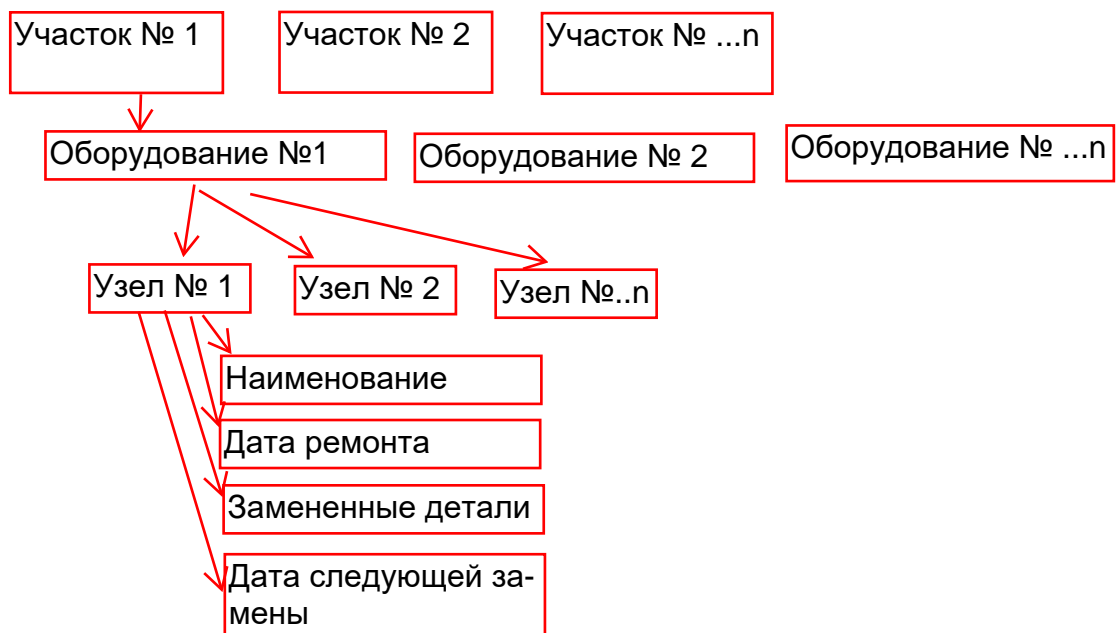 Участок № 1
Участок № 2
Участок № ...n
Оборудование №1
Оборудование № 2
Оборудование № ...n
Узел № 1
Узел № 2
Узел №..n
Наименование
Дата ремонта
Замененные детали
Дата следующей за-
мены